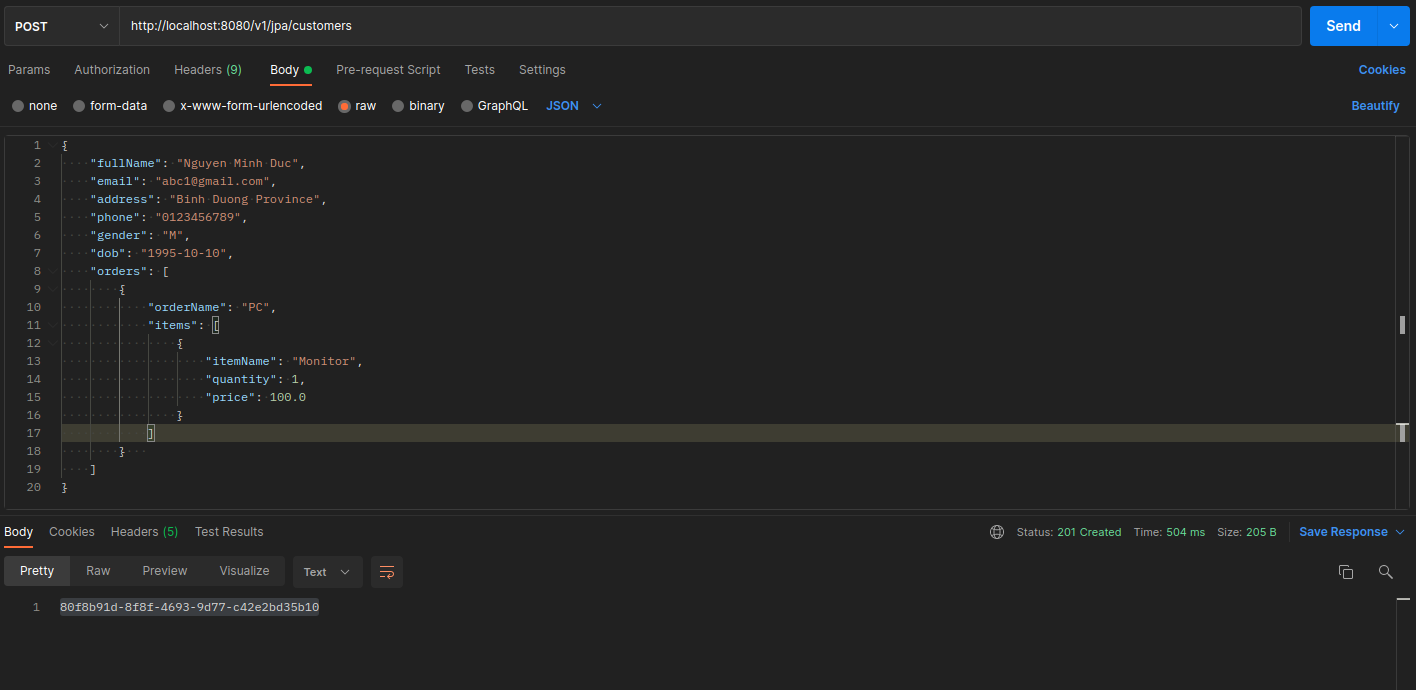 POST http://localhost:8080/v1/jpa/customers Send
Params Authorization Headers (9) Body Pre-request Script Tests Settings Cookies
none form-data x-www-form-urlencoded raw binary GraphQL JSON Beautify
1 {
2 "fullName": "Nguyen Minh Duc",
3 "email": "abc1@gmail.com",
4 "address": "Binh Duong Province",
5 "phone": "0123456789",
6 "gender": "M",
7 "dob": "1995-10-10",
8 "orders": [
9 {
10 "orderName": "PC",
11 "items": [
12 {
13 "itemName": "Monitor",
14 "quantity": 1,
15 "price": 100.0
16 }
17 ]
18 }
19 ]
20 }
Body Cookies Headers (5) Test Results Status: 201 Created Time: 504 ms Size: 205 B Save Response
Pretty Raw Preview Visualize Text
1 80f8b91d-8f8f-4693-9d77-c42e2bd35b10